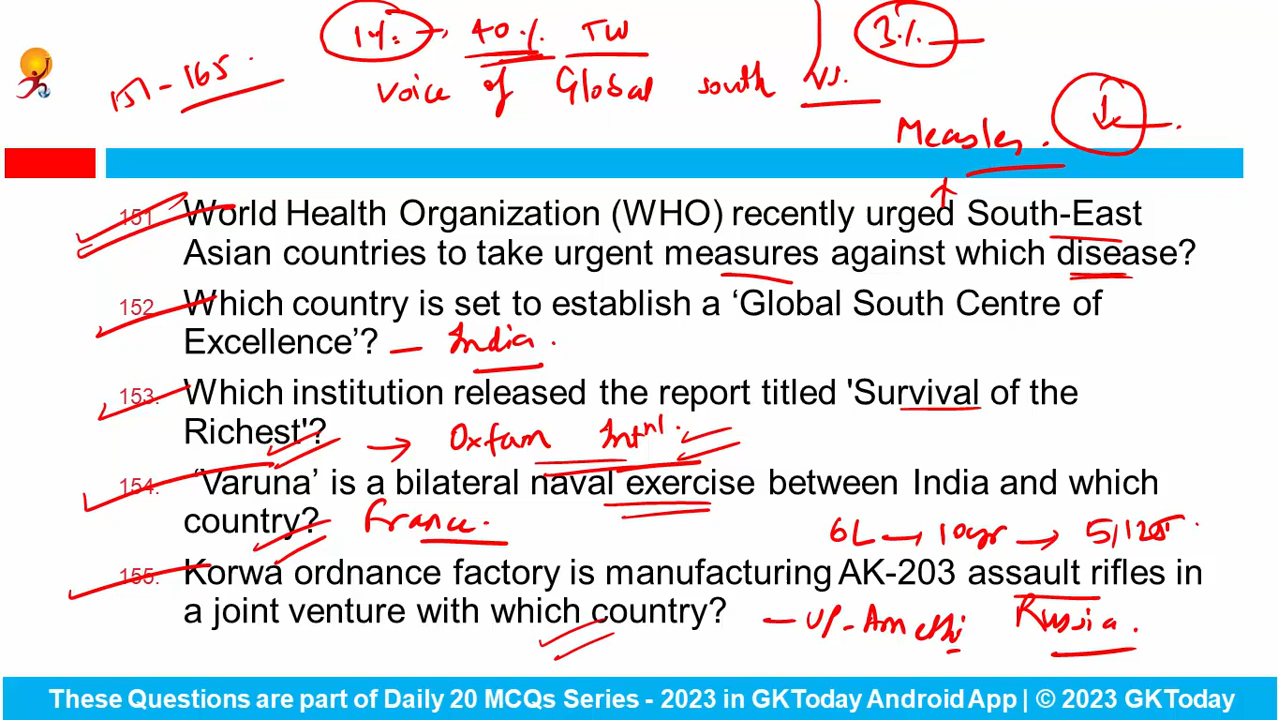 1%. 40% TW 3%
151-165. voice of Global south vs.
Measles.
151. World Health Organization (WHO) recently urged South-East
Asian countries to take urgent measures against which disease?
152. Which country is set to establish a ‘Global South Centre of
Excellence’? - India.
153. Which institution released the report titled 'Survival of the
Richest'? → Oxfam Intnl.
154. ‘Varuna’ is a bilateral naval exercise between India and which
country? France.
6L → 10yr →
155. Korwa ordnance factory is manufacturing AK-203 assault rifles in
a joint venture with which country? - UP-Amethi Russia.
These Questions are part of Daily 20 MCQs Series - 2023 in GKToday Android App | © 2023 GKToday